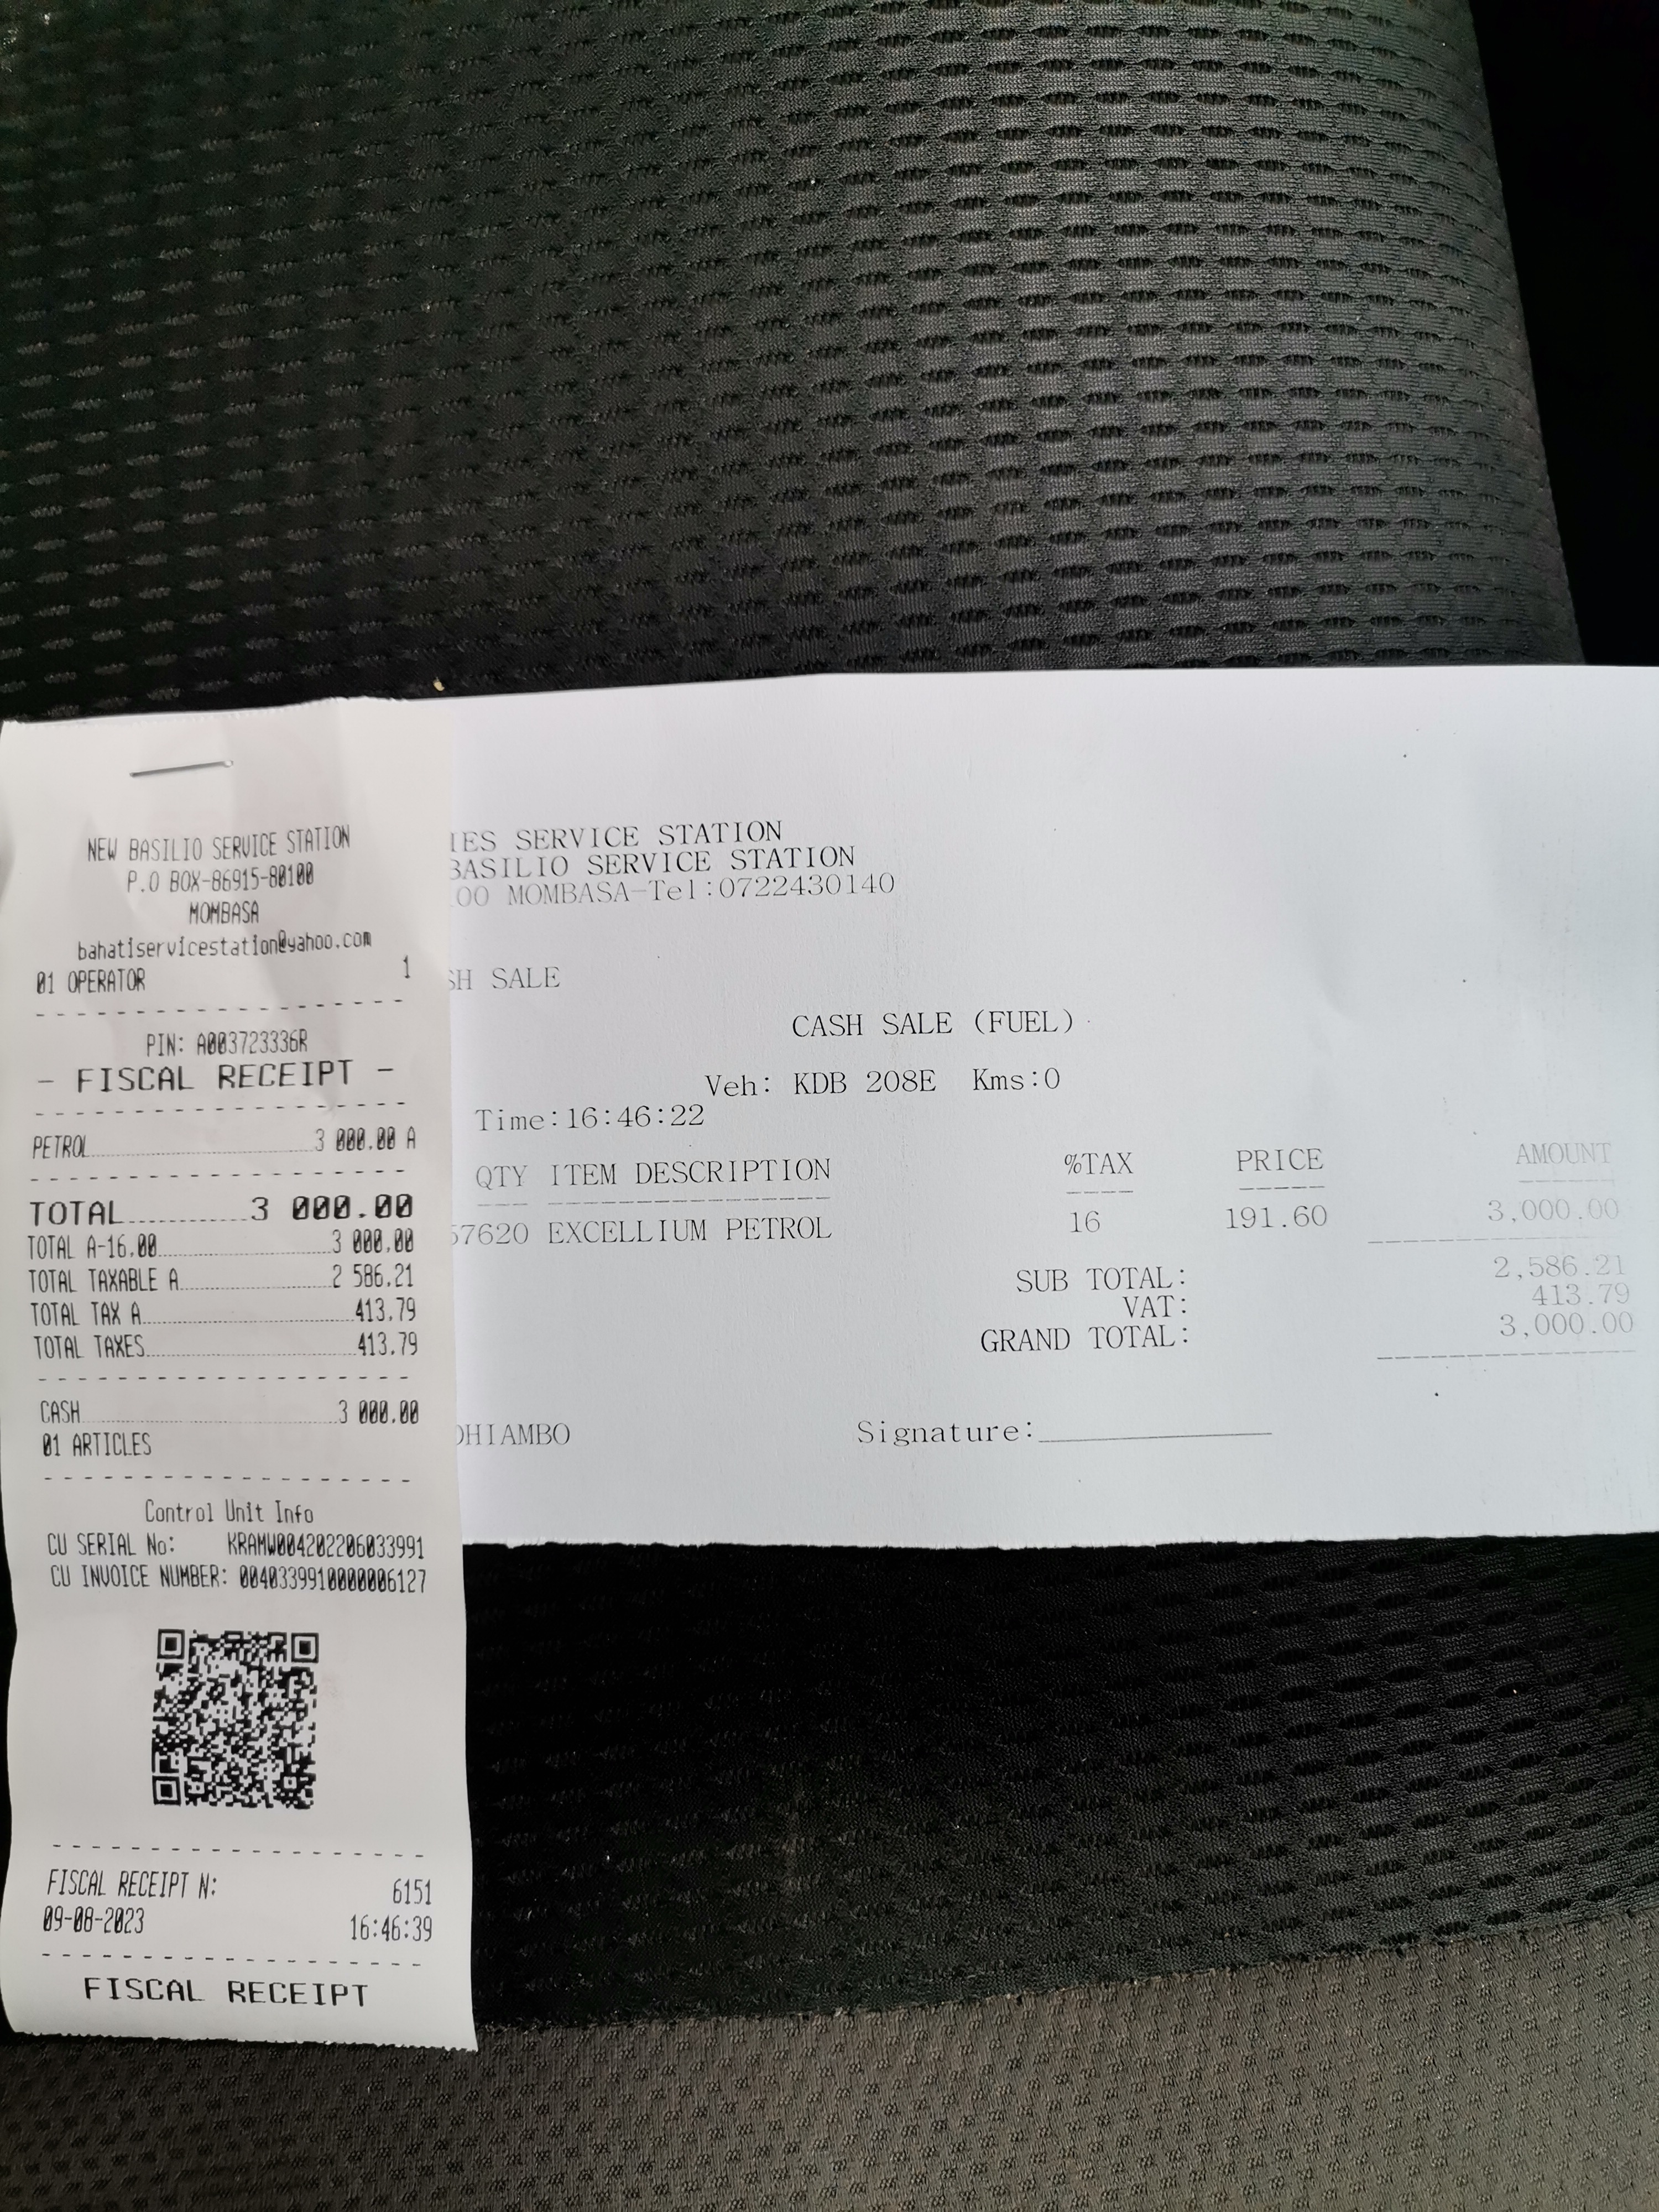 NEW BASILIO SERVICE STATION
P.O BOX-86915-80100
MOMBASA
bahatiservicestation@yahoo.com
01 OPERATOR 1
PIN: A003723336R
- FISCAL RECEIPT -
PETROL 3 000.00 A
TOTAL 3 000.00
TOTAL A-16.00 3 000.00
TOTAL TAXABLE A 2 586.21
TOTAL TAX A 413.79
TOTAL TAXES 413.79
CASH 3 000.00
01 ARTICLES
Control Unit Info
CU SERIAL No: KRAMW004202206033991
CU INVOICE NUMBER: 0040339910000006127
FISCAL RECEIPT N: 6151
09-08-2023 16:46:39
FISCAL RECEIPT
IES SERVICE STATION
BASILIO SERVICE STATION
00 MOMBASA-Tel:0722430140
SH SALE
CASH SALE (FUEL)
Veh: KDB 208E Kms:0
Time:16:46:22
QTY ITEM DESCRIPTION %TAX PRICE AMOUNT
57620 EXCELLIUM PETROL 16 191.60 3,000.00
SUB TOTAL: 2,586.21
VAT: 413.79
GRAND TOTAL: 3,000.00
OHIAMBO Signature: